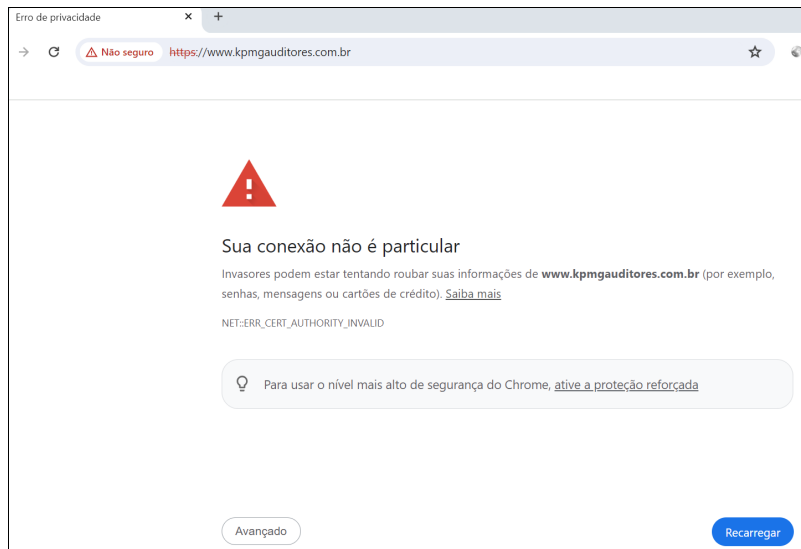 Erro de privacidade
Não seguro https://www.kpmgauditores.com.br
Sua conexão não é particular
Invasores podem estar tentando roubar suas informações de www.kpmgauditores.com.br (por exemplo,
senhas, mensagens ou cartões de crédito). Saiba mais
NET::ERR_CERT_AUTHORITY_INVALID
Para usar o nível mais alto de segurança do Chrome, ative a proteção reforçada
Avançado
Recarregar